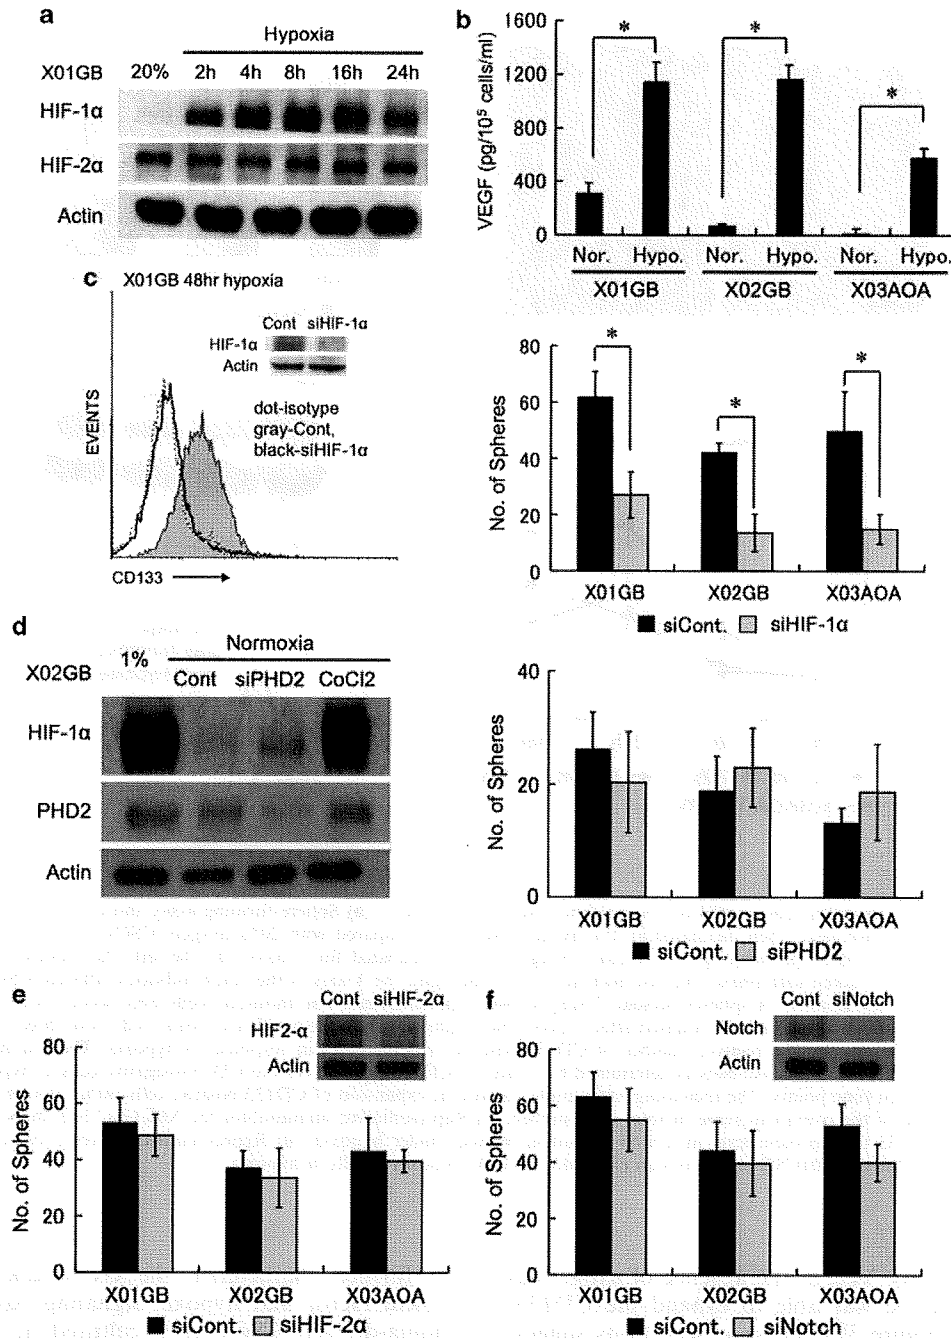 a
Hypoxia
X01GB 20% 2h 4h 8h 16h 24h
HIF-1α
HIF-2α
Actin
b
VEGF (pg/10⁵ cells/ml)
1600
1200
800
400
0
* * *
Nor. Hypo. Nor. Hypo. Nor. Hypo.
X01GB X02GB X03AOA
c
X01GB 48hr hypoxia
Cont siHIF-1α
HIF-1α
Actin
dot-isotype
gray-Cont,
black-siHIF-1α
EVENTS
CD133
No. of Spheres
80
60
40
20
0
* * *
X01GB X02GB X03AOA
siCont. siHIF-1α
d
1% Normoxia
X02GB Cont siPHD2 CoCl2
HIF-1α
PHD2
Actin
No. of Spheres
40
20
0
X01GB X02GB X03AOA
siCont. siPHD2
e
Cont siHIF-2α
HIF2-α
Actin
No. of Spheres
80
60
40
20
0
X01GB X02GB X03AOA
siCont. siHIF-2α
f
Cont siNotch
Notch
Actin
No. of Spheres
80
60
40
20
0
X01GB X02GB X03AOA
siCont. siNotch